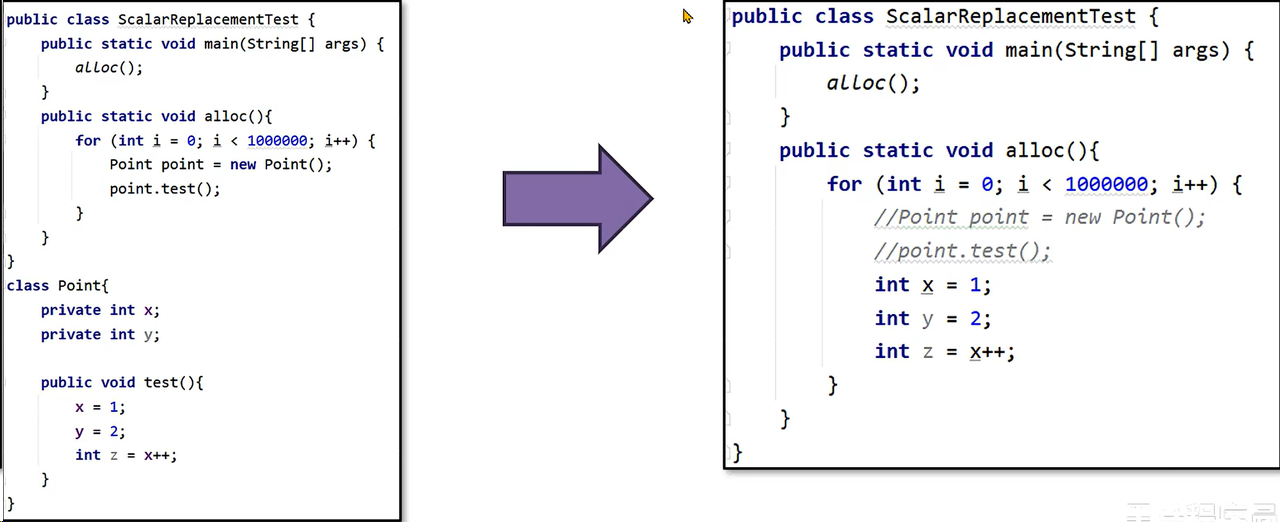 public class ScalarReplacementTest {
public static void main(String[] args) {
alloc();
}
public static void alloc(){
for (int i = 0; i < 1000000; i++) {
Point point = new Point();
point.test();
}
}
}
class Point{
private int x;
private int y;
public void test(){
x = 1;
y = 2;
int z = x++;
}
}
public class ScalarReplacementTest {
public static void main(String[] args) {
alloc();
}
public static void alloc(){
for (int i = 0; i < 1000000; i++) {
//Point point = new Point();
//point.test();
int x = 1;
int y = 2;
int z = x++;
}
}
}